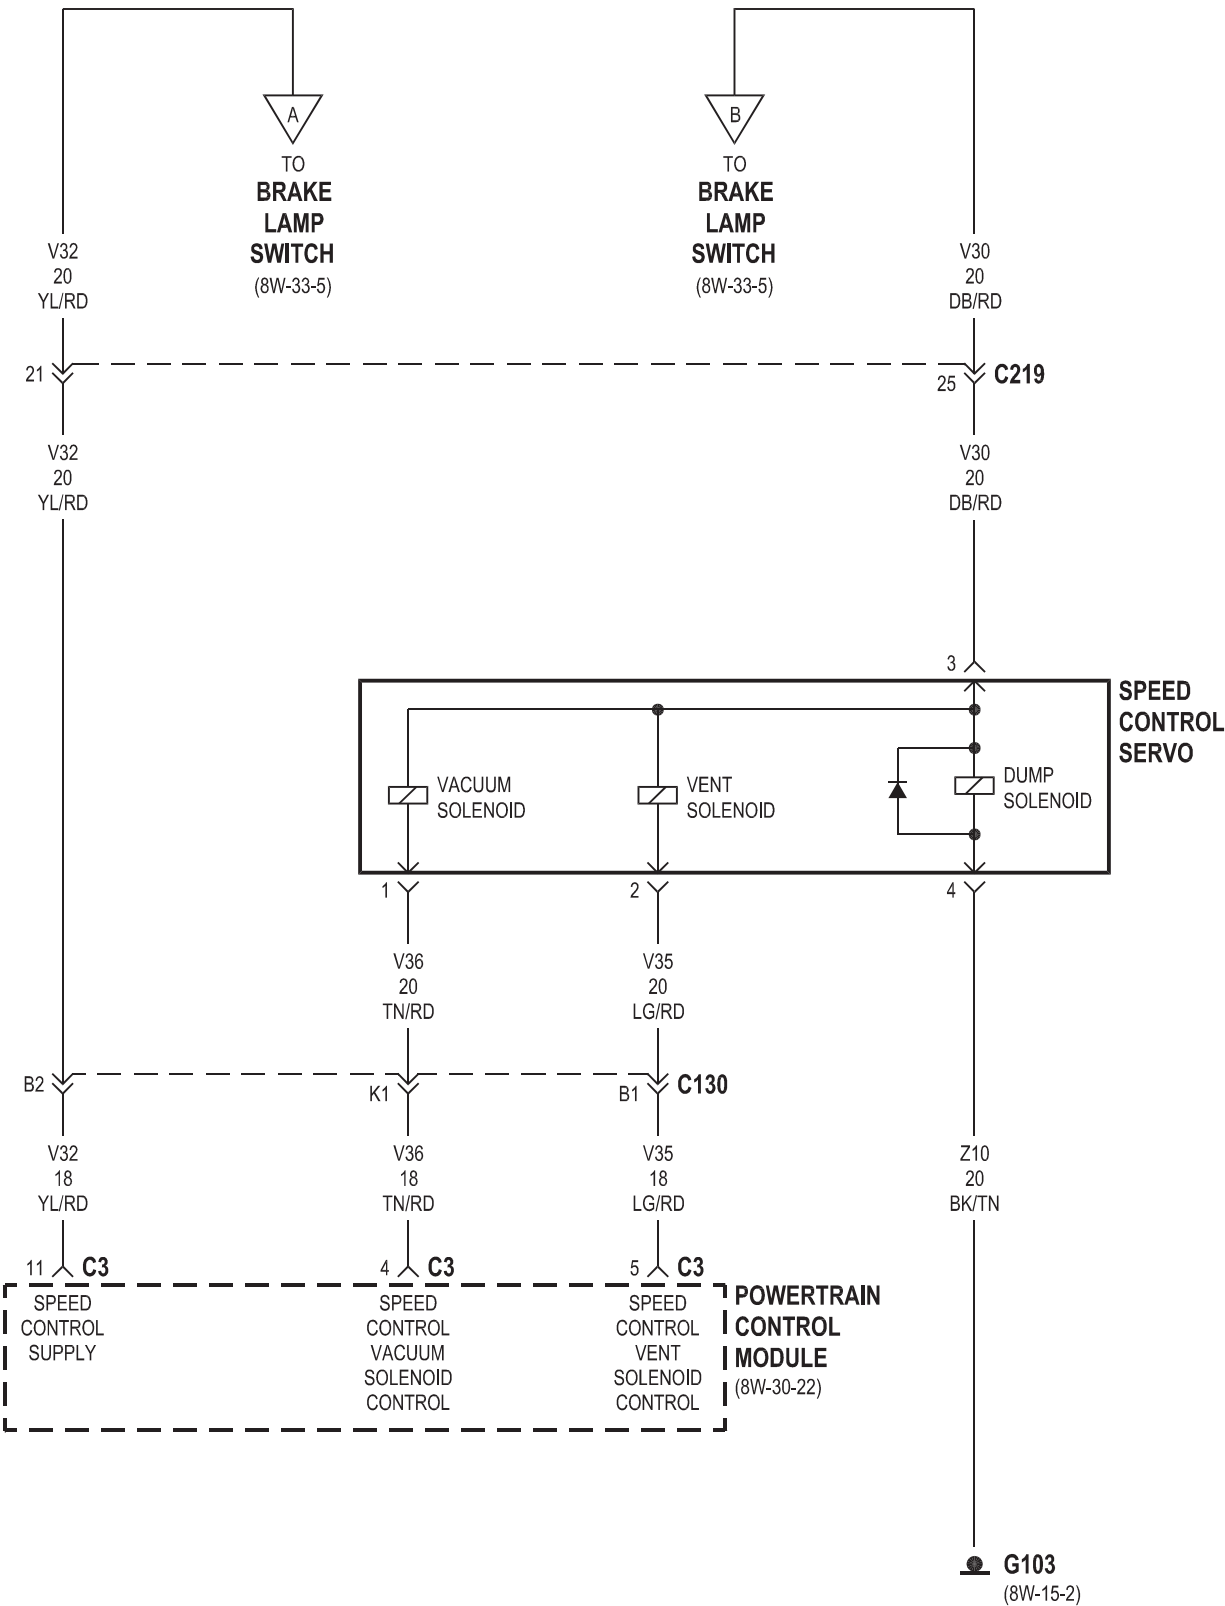 A
TO
BRAKE
LAMP
SWITCH
(8W-33-5)
B
TO
BRAKE
LAMP
SWITCH
(8W-33-5)
V32
20
YL/RD
V30
20
DB/RD
21
25
C219
V32
20
YL/RD
V30
20
DB/RD
3
SPEED
CONTROL
SERVO
VACUUM
SOLENOID
VENT
SOLENOID
DUMP
SOLENOID
1
2
4
V36
20
TN/RD
V35
20
LG/RD
B2
K1
B1
C130
V32
18
YL/RD
V36
18
TN/RD
V35
18
LG/RD
Z10
20
BK/TN
11
C3
4
C3
5
C3
SPEED
CONTROL
SUPPLY
SPEED
CONTROL
VACUUM
SOLENOID
CONTROL
SPEED
CONTROL
VENT
SOLENOID
CONTROL
POWERTRAIN
CONTROL
MODULE
(8W-30-22)
G103
(8W-15-2)